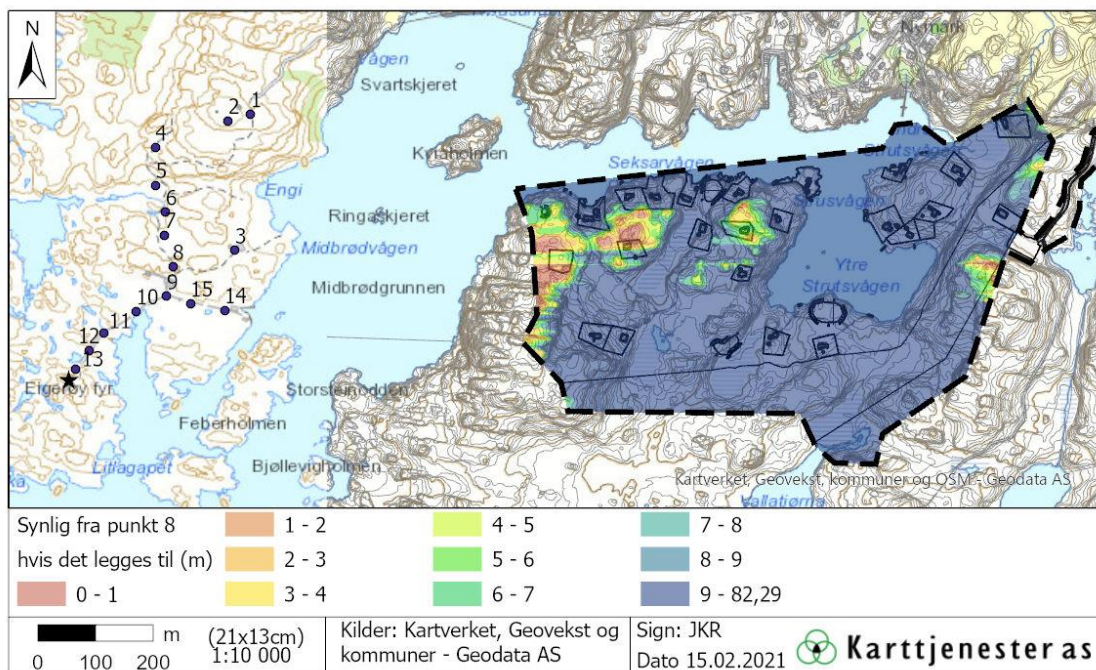 N
Nymark
Vågen
Svartskjeret
1
2
4
Kvitaholmen
Seksarvågen
Strutsvågen
5
Engi
6
Ringaskjeret
Strusvågen
7
Midbrødvågen
3
8
Midbrødgrunnen
Ytre
Strutsvågen
9
10
15
14
11
12
13
Eigerøy fyr
Storsteinodden
Feberholmen
Lillagapet
Bjøllevigholmen
Kartverket, Geovekst, kommuner og OSM - Geodata AS
Vallatjørna
Synlig fra punkt 8
hvis det legges til (m)
0 - 1
1 - 2
2 - 3
3 - 4
4 - 5
5 - 6
6 - 7
7 - 8
8 - 9
9 - 82,29
m
0 100 200
(21x13cm)
1:10 000
Kilder: Kartverket, Geovekst og
kommuner - Geodata AS
Sign: JKR
Dato 15.02.2021
Karttjenester as